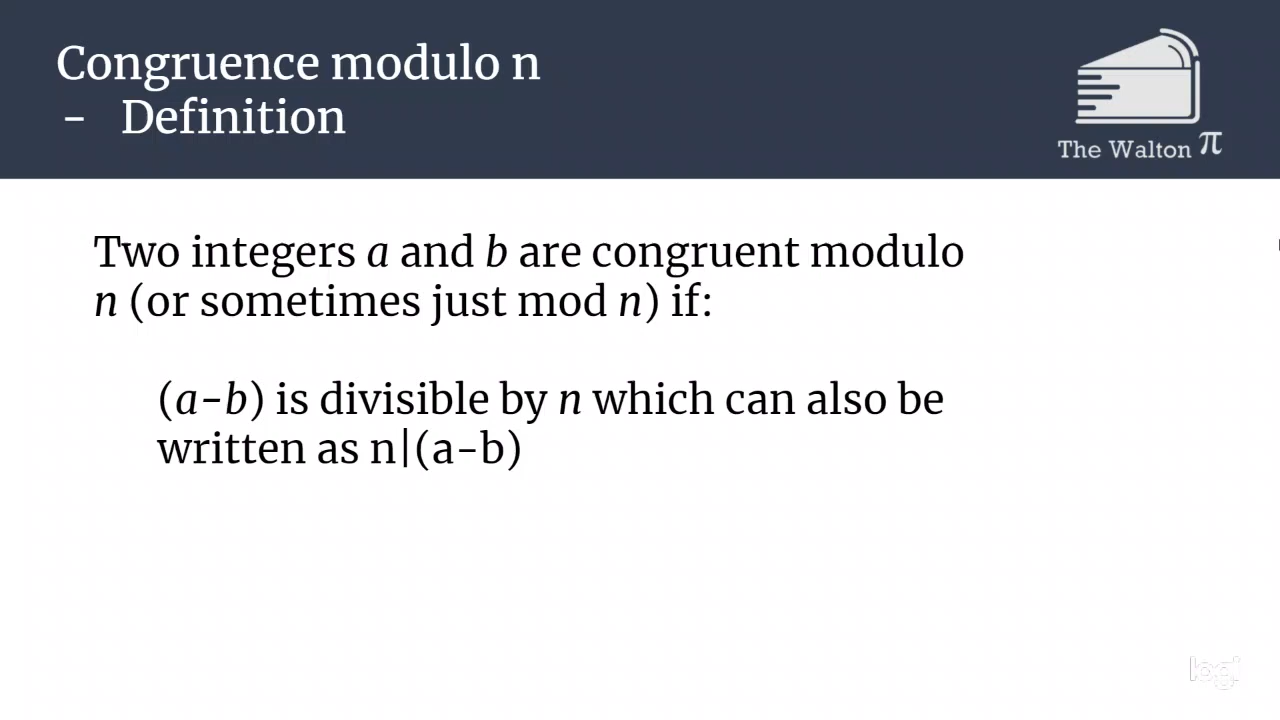 Congruence modulo n
- Definition
The Walton π
Two integers a and b are congruent modulo
n (or sometimes just mod n) if:
(a-b) is divisible by n which can also be
written as n|(a-b)
logi